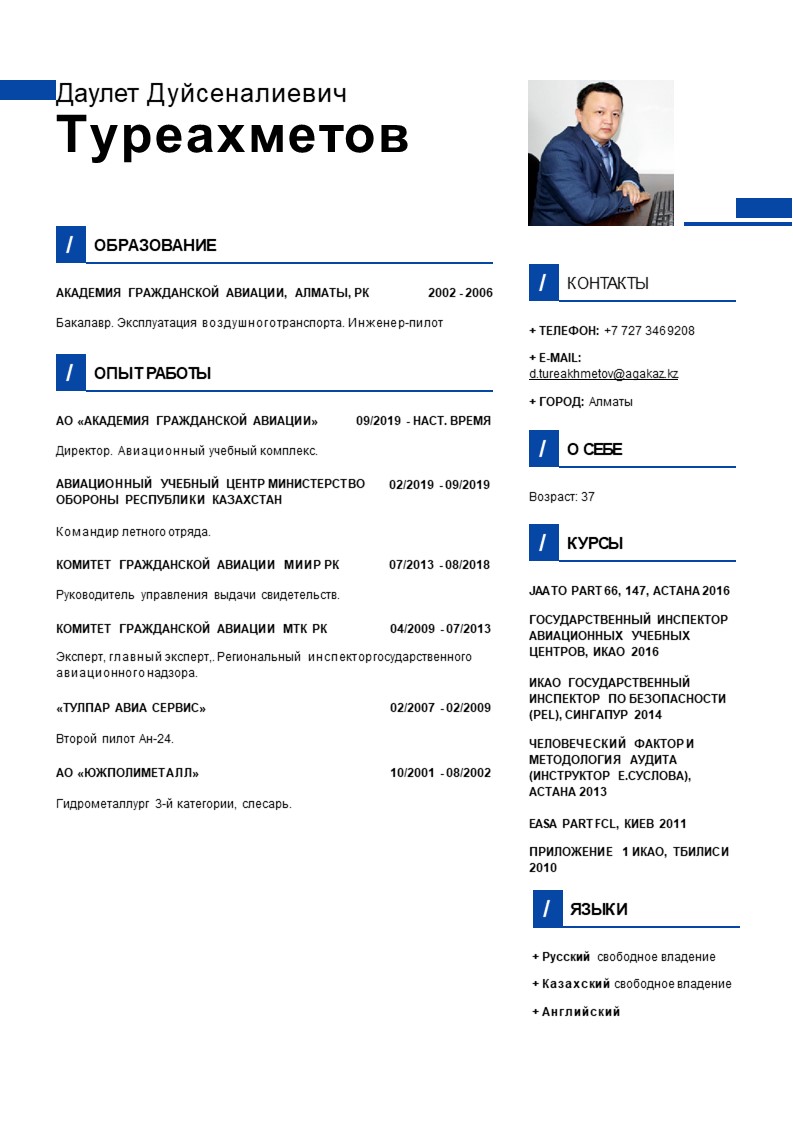 Даулет Дуйсеналиевич
Туреахметов
/ ОБРАЗОВАНИЕ
АКАДЕМИЯ ГРАЖДАНСКОЙ АВИАЦИИ, АЛМАТЫ, РК 2002 - 2006
Бакалавр. Эксплуатация воздушного транспорта. Инженер-пилот
/ ОПЫТ РАБОТЫ
АО «АКАДЕМИЯ ГРАЖДАНСКОЙ АВИАЦИИ» 09/2019 - НАСТ. ВРЕМЯ
Директор. Авиационный учебный комплекс.
АВИАЦИОННЫЙ УЧЕБНЫЙ ЦЕНТР МИНИСТЕРСТВО 02/2019 - 09/2019
ОБОРОНЫ РЕСПУБЛИКИ КАЗАХСТАН
Командир летного отряда.
КОМИТЕТ ГРАЖДАНСКОЙ АВИАЦИИ МИИР РК 07/2013 - 08/2018
Руководитель управления выдачи свидетельств.
КОМИТЕТ ГРАЖДАНСКОЙ АВИАЦИИ МТК РК 04/2009 - 07/2013
Эксперт, главный эксперт,. Региональный инспектор государственного
авиационного надзора.
«ТУЛПАР АВИА СЕРВИС» 02/2007 - 02/2009
Второй пилот Ан-24.
АО «ЮЖПОЛИМЕТАЛЛ» 10/2001 - 08/2002
Гидрометаллург 3-й категории, слесарь.
/ КОНТАКТЫ
+ ТЕЛЕФОН: +7 727 3469208
+ E-MAIL:
d.tureakhmetov@agakaz.kz
+ ГОРОД: Алматы
/ О СЕБЕ
Возраст: 37
/ КУРСЫ
JAATO PART 66, 147, АСТАНА 2016
ГОСУДАРСТВЕННЫЙ ИНСПЕКТОР
АВИАЦИОННЫХ УЧЕБНЫХ
ЦЕНТРОВ, ИКАО 2016
ИКАО ГОСУДАРСТВЕННЫЙ
ИНСПЕКТОР ПО БЕЗОПАСНОСТИ
(PEL), СИНГАПУР 2014
ЧЕЛОВЕЧЕСКИЙ ФАКТОР И
МЕТОДОЛОГИЯ АУДИТА
(ИНСТРУКТОР Е.СУСЛОВА),
АСТАНА 2013
EASA PART FCL, КИЕВ 2011
ПРИЛОЖЕНИЕ 1 ИКАО, ТБИЛИСИ
2010
/ ЯЗЫКИ
+ Русский свободное владение
+ Казахский свободное владение
+ Английский